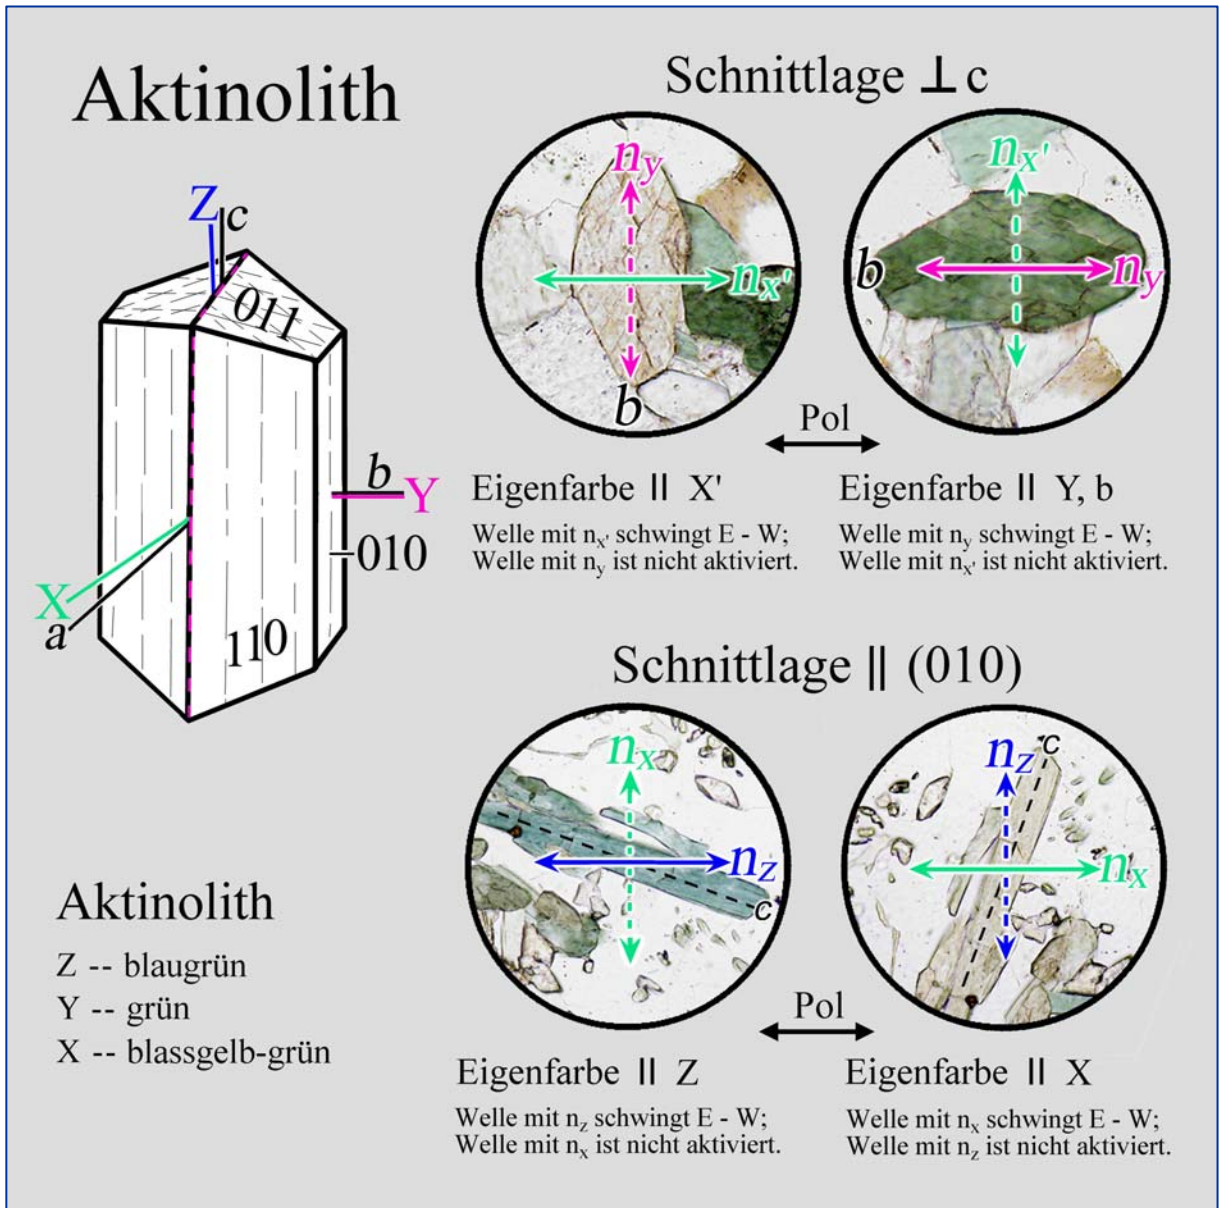 Aktinolith
Schnittlage ⊥ c
Z
c
011
b
Y
010
X
a
110
n_y
n_x'
b
n_x'
b
n_y
Pol
Eigenfarbe || X'
Welle mit n_x' schwingt E - W;
Welle mit n_y ist nicht aktiviert.
Eigenfarbe || Y, b
Welle mit n_y schwingt E - W;
Welle mit n_x' ist nicht aktiviert.
Schnittlage || (010)
n_x
n_z
c
n_z
c
n_x
Pol
Eigenfarbe || Z
Welle mit n_z schwingt E - W;
Welle mit n_x ist nicht aktiviert.
Eigenfarbe || X
Welle mit n_x schwingt E - W;
Welle mit n_z ist nicht aktiviert.
Aktinolith
Z -- blaugrün
Y -- grün
X -- blassgelb-grün